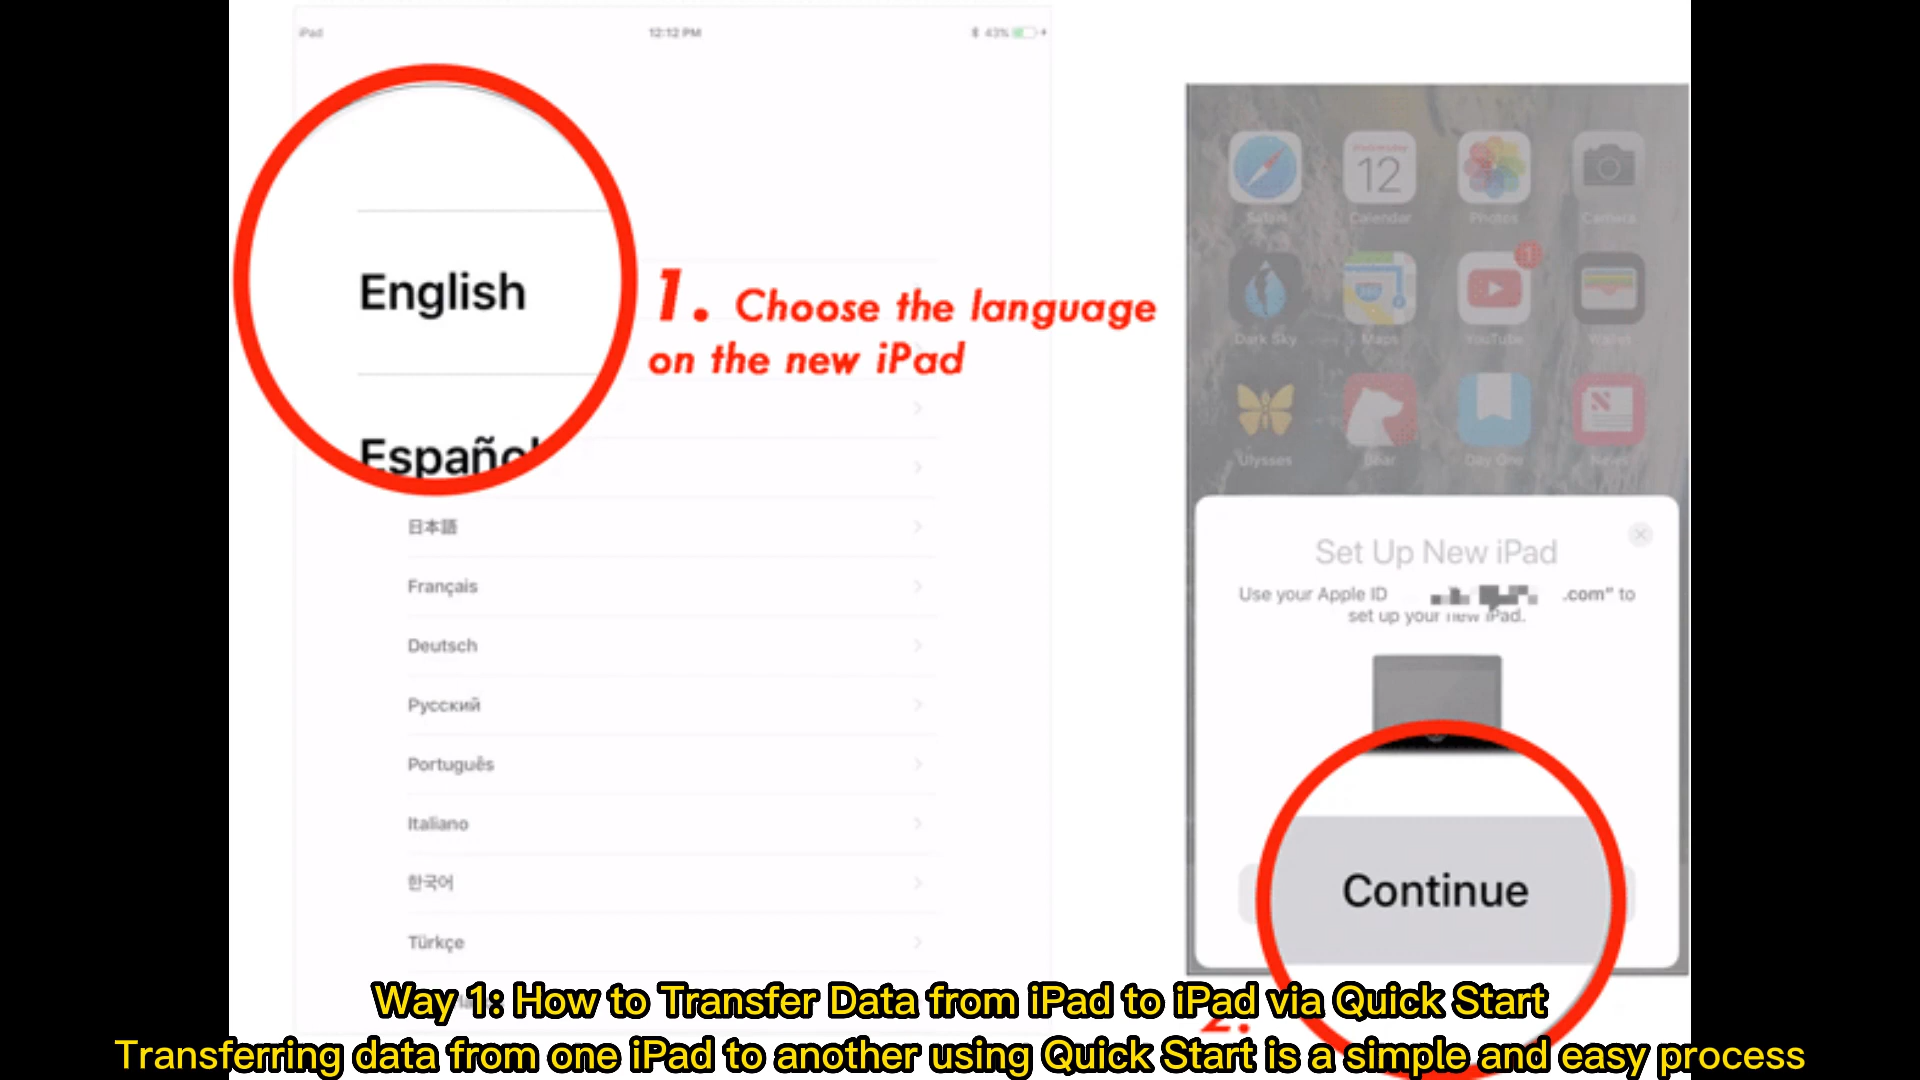 iPad
12:12 PM
43%
English
Español
1. Choose the language
on the new iPad
日本語
Français
Deutsch
Русский
Português
Italiano
한국어
Türkçe
Wednesday
12
1
Safari
Calendar
Photos
Camera
Dark Sky
Maps
YouTube
Wallet
Ulysses
Bear
Day One
News
Set Up New iPad
Use your Apple ID .com" to
set up your new iPad.
Continue
2.
Way 1: How to Transfer Data from iPad to iPad via Quick Start
Transferring data from one iPad to another using Quick Start is a simple and easy process